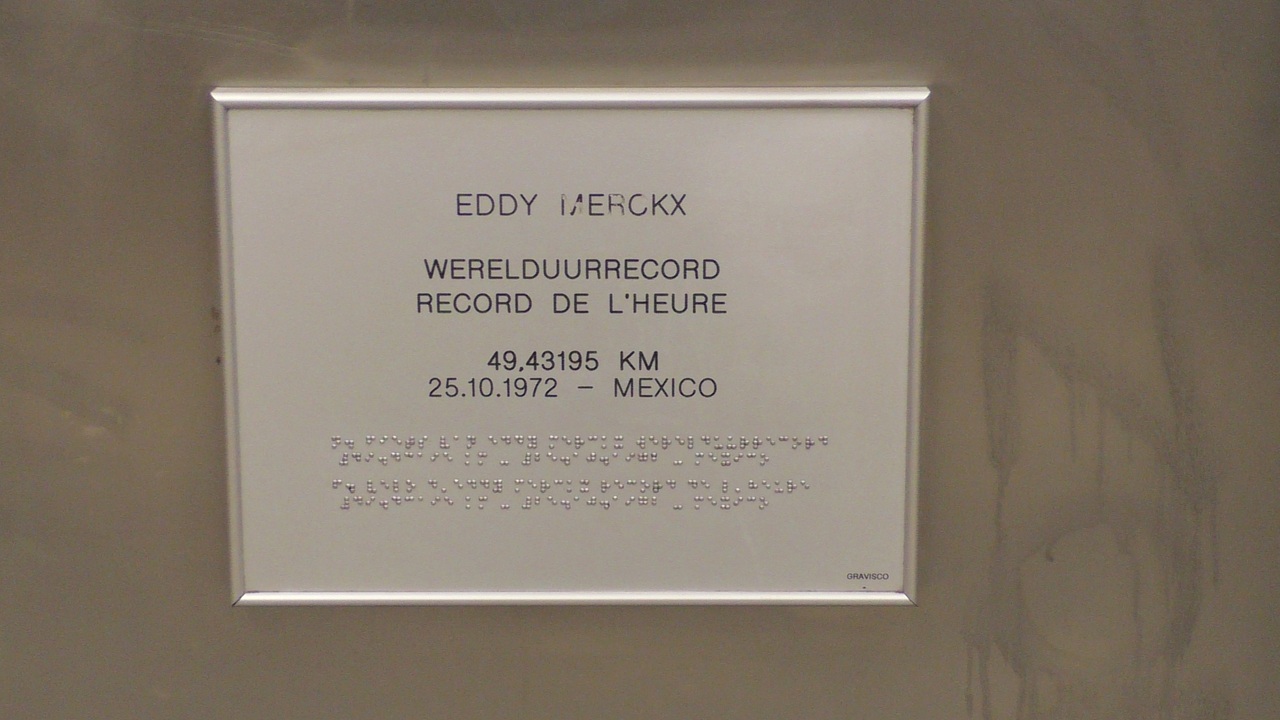 EDDY MERCKX
WERELDUURRECORD
RECORD DE L'HEURE
49,43195 KM
25.10.1972 – MEXICO
GRAVISCO